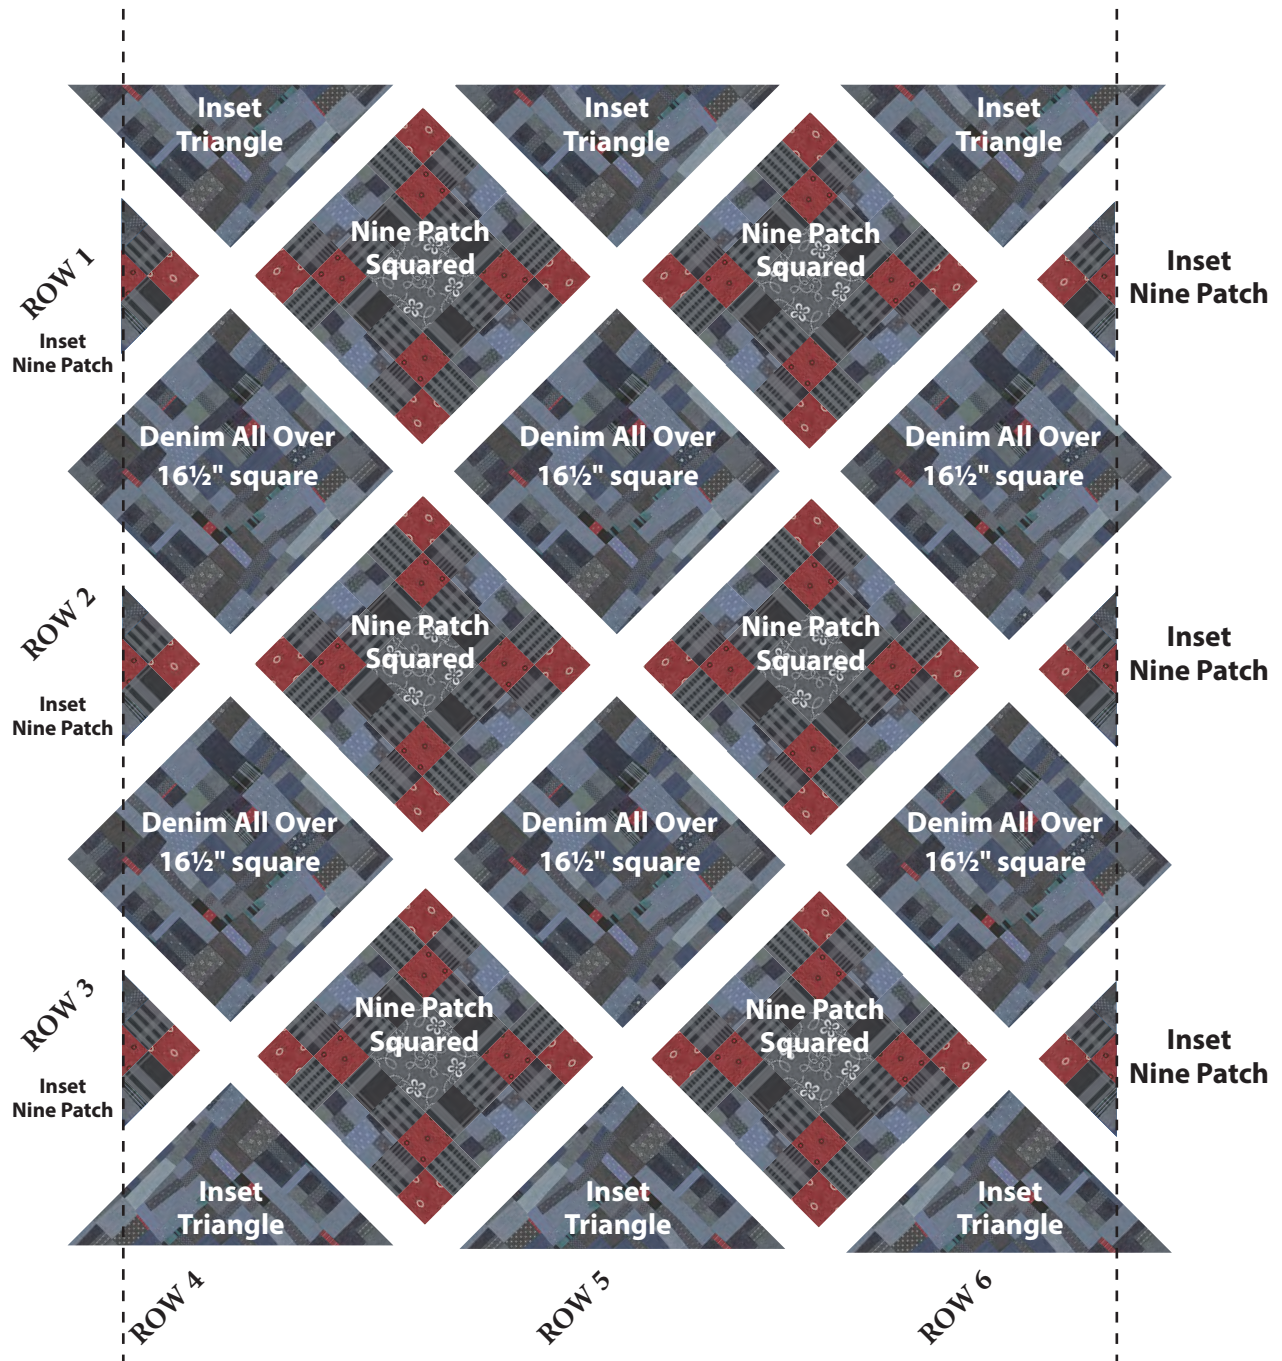 Inset
Triangle
Inset
Triangle
Inset
Triangle
Nine Patch
Squared
Nine Patch
Squared
ROW 1
Inset
Nine Patch
Inset
Nine Patch
Denim All Over
16½" square
Denim All Over
16½" square
Denim All Over
16½" square
ROW 2
Nine Patch
Squared
Nine Patch
Squared
Inset
Nine Patch
Inset
Nine Patch
Denim All Over
16½" square
Denim All Over
16½" square
Denim All Over
16½" square
ROW 3
Nine Patch
Squared
Nine Patch
Squared
Inset
Nine Patch
Inset
Nine Patch
Inset
Triangle
Inset
Triangle
Inset
Triangle
ROW 4
ROW 5
ROW 6